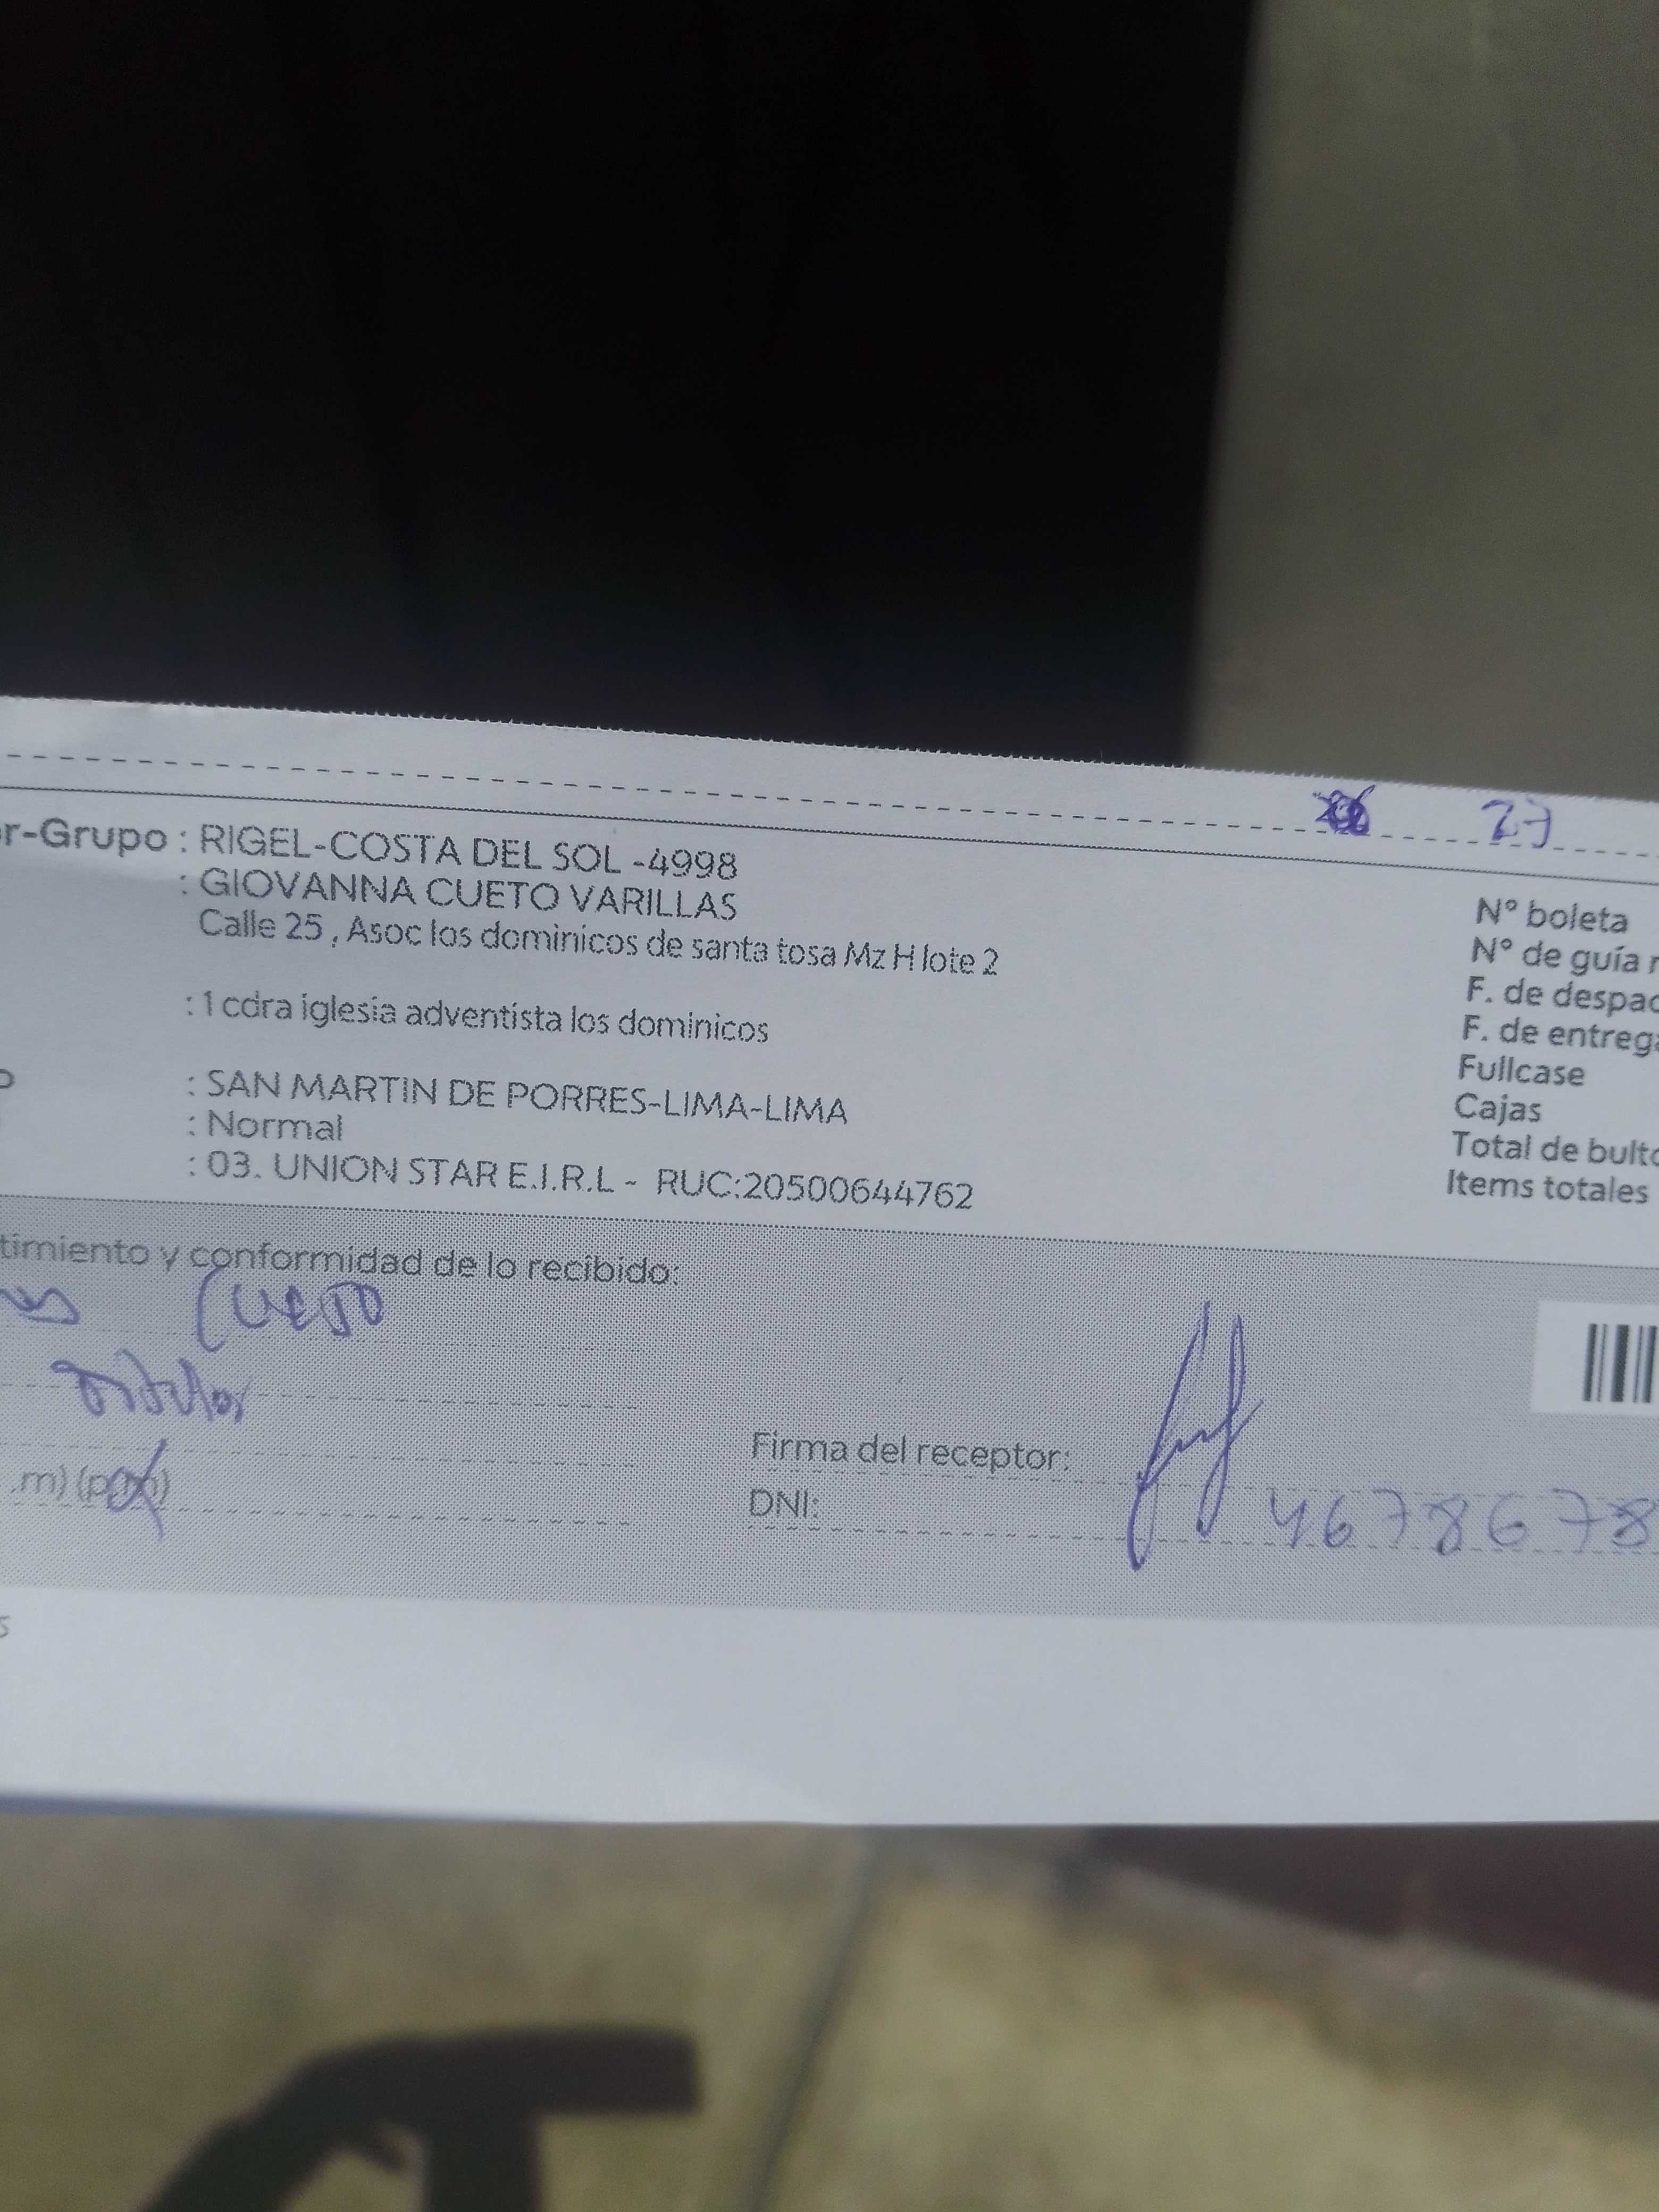 27
r-Grupo : RIGEL-COSTA DEL SOL -4998
: GIOVANNA CUETO VARILLAS
Calle 25 , Asoc los dominicos de santa tosa Mz H lote 2
: 1 cdra iglesia adventista los dominicos
: SAN MARTIN DE PORRES-LIMA-LIMA
: Normal
: 03. UNION STAR E.I.R.L - RUC:20500644762
N° boleta
N° de guía r
F. de despac
F. de entrega
Fullcase
Cajas
Total de bulto
Items totales
timiento y conformidad de lo recibido:
Cueto
titular
.m) (p.m)
Firma del receptor:
DNI: 46786778